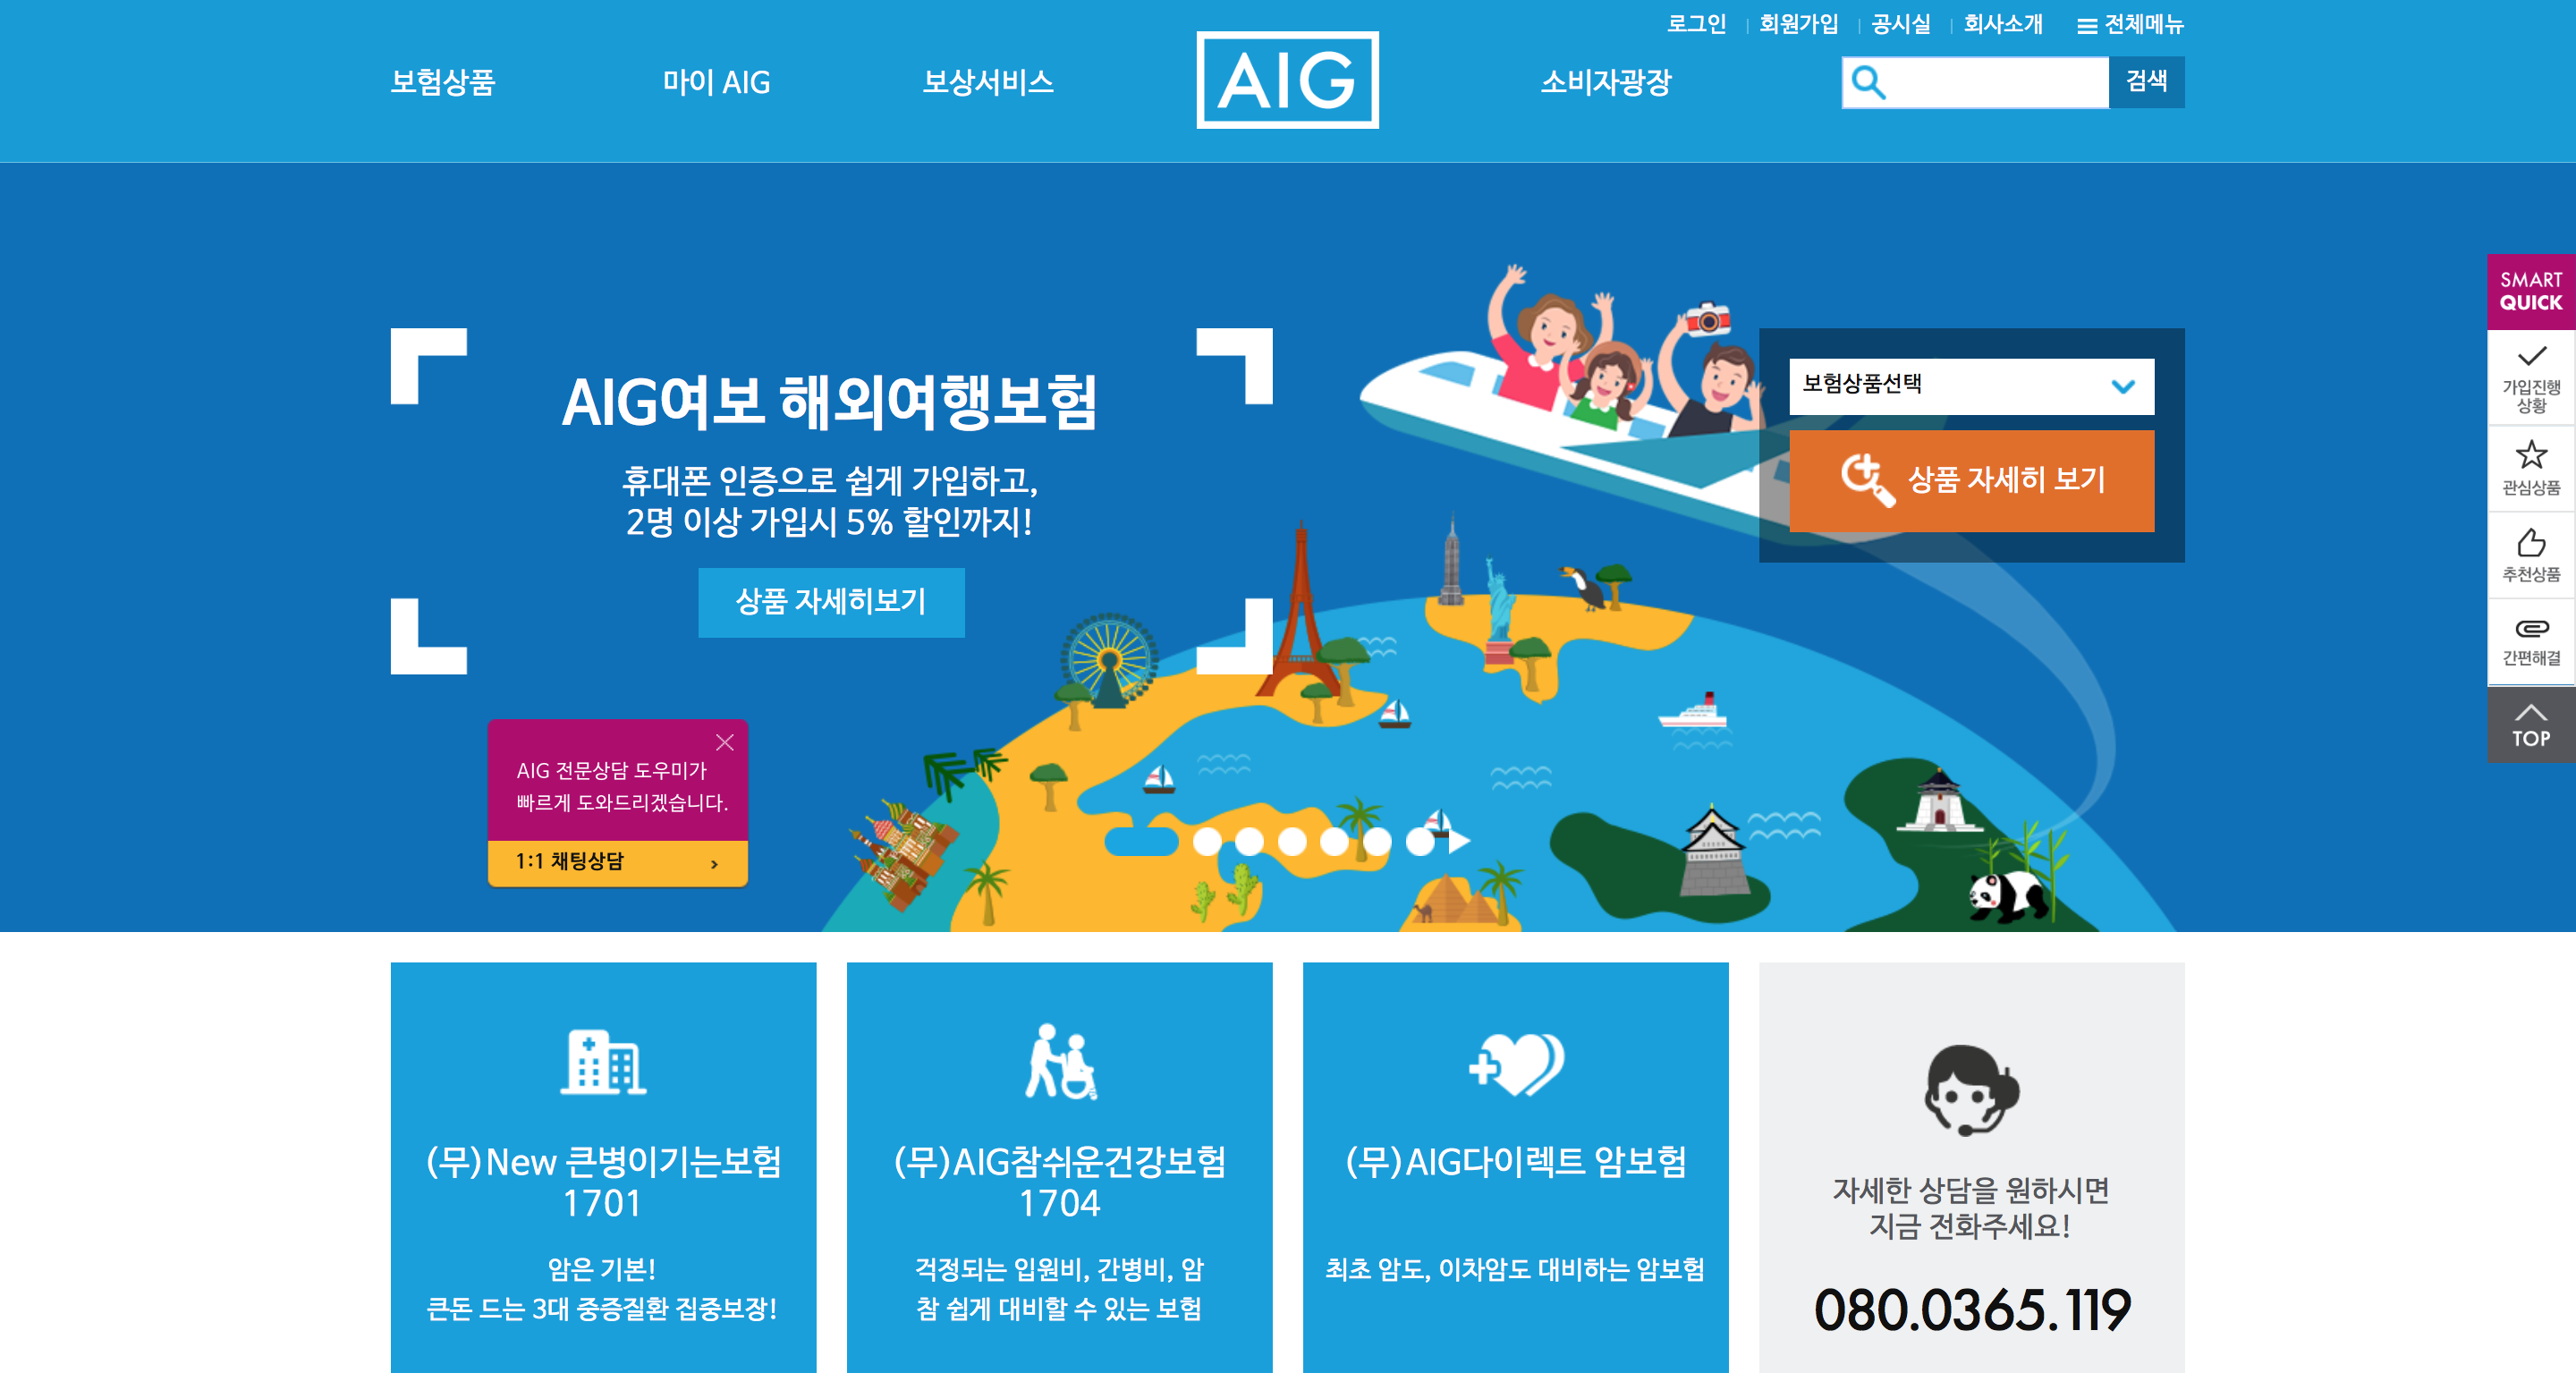 로그인
회원가입
공시실
회사소개
전체메뉴
보험상품
마이 AIG
보상서비스
AIG
소비자광장
검색
AIG여보 해외여행보험
휴대폰 인증으로 쉽게 가입하고,
2명 이상 가입시 5% 할인까지!
상품 자세히보기
보험상품선택
상품 자세히 보기
SMART
QUICK
가입진행
상황
관심상품
추천상품
간편해결
TOP
AIG 전문상담 도우미가
빠르게 도와드리겠습니다.
1:1 채팅상담
(무)New 큰병이기는보험
1701
암은 기본!
큰돈 드는 3대 중증질환 집중보장!
(무)AIG참쉬운건강보험
1704
걱정되는 입원비, 간병비, 암
참 쉽게 대비할 수 있는 보험
(무)AIG다이렉트 암보험
최초 암도, 이차암도 대비하는 암보험
자세한 상담을 원하시면
지금 전화주세요!
080.0365.119